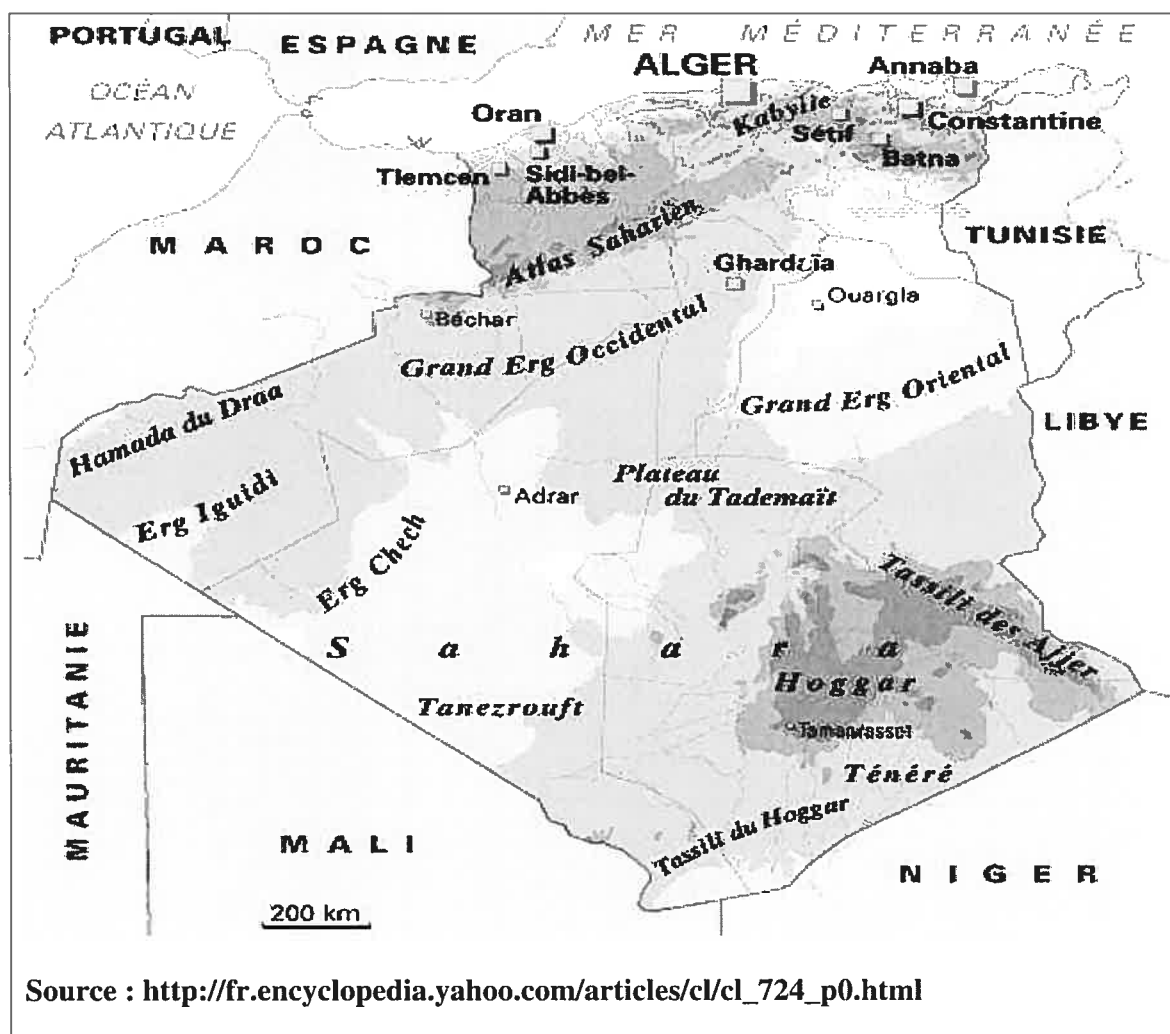 PORTUGAL
ESPAGNE
MER MÉDITERRANÉE
OCÉAN
ATLANTIQUE
ALGER
Annaba
Oran
Kabylie
Constantine
Sétif
Batna
Tlemcen
Sidi-bel-
Abbès
MAROC
TUNISIE
Atlas Saharien
Ghardaïa
Ouargla
Béchar
Grand Erg Occidental
Grand Erg Oriental
Hamada du Draa
LIBYE
Plateau
du Tademaït
Adrar
Erg Iguidi
Erg Chech
Tassili des Ajjer
Sahara
Hoggar
Tanezrouft
Tamanrasset
Ténéré
MAURITANIE
Tassili du Hoggar
MALI
NIGER
200 km
Source : http://fr.encyclopedia.yahoo.com/articles/cl/cl_724_p0.html